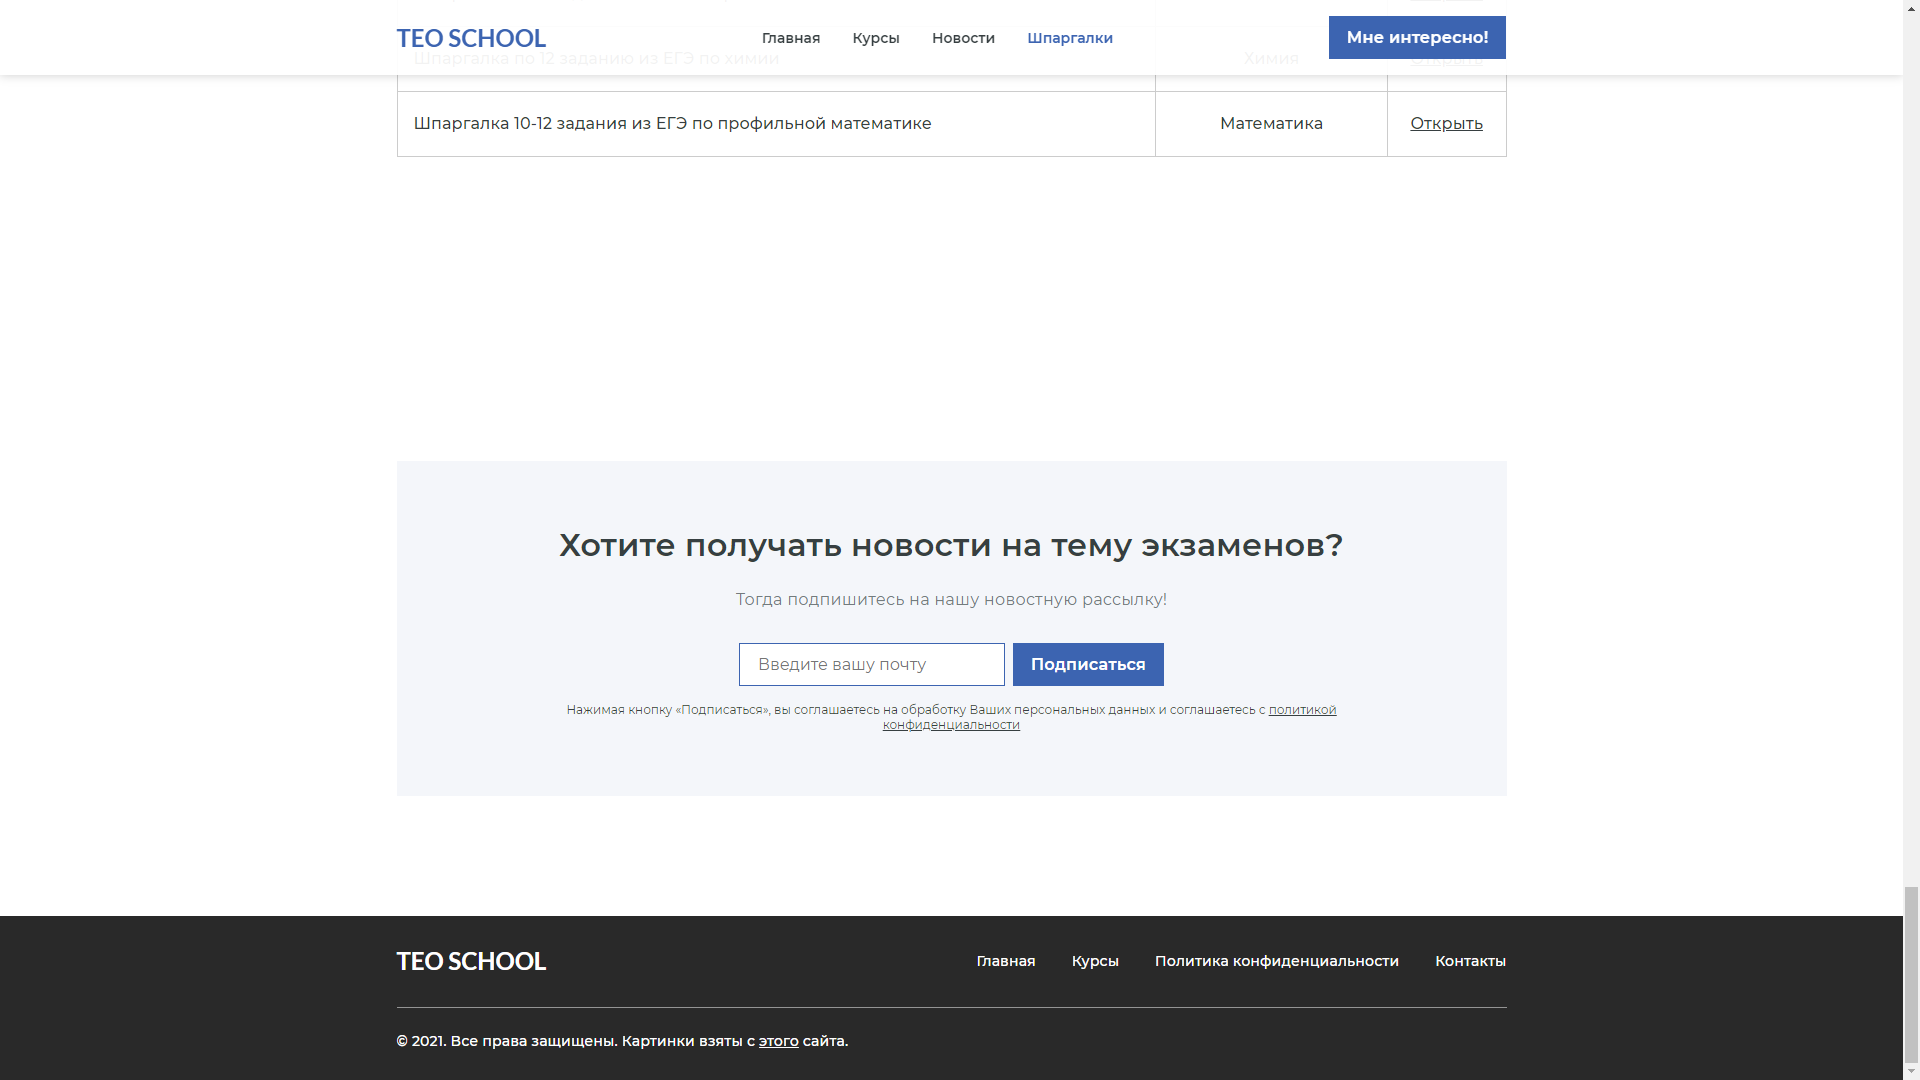 TEO SCHOOL
Главная Курсы Новости Шпаргалки
Мне интересно!
Шпаргалка по 12 заданию из ЕГЭ по химии Химия Открыть
Шпаргалка 10-12 задания из ЕГЭ по профильной математике Математика Открыть
Хотите получать новости на тему экзаменов?
Тогда подпишитесь на нашу новостную рассылку!
Введите вашу почту Подписаться
Нажимая кнопку «Подписаться», вы соглашаетесь на обработку Ваших персональных данных и соглашаетесь с политикой
конфиденциальности
TEO SCHOOL
Главная Курсы Политика конфиденциальности Контакты
© 2021. Все права защищены. Картинки взяты с этого сайта.